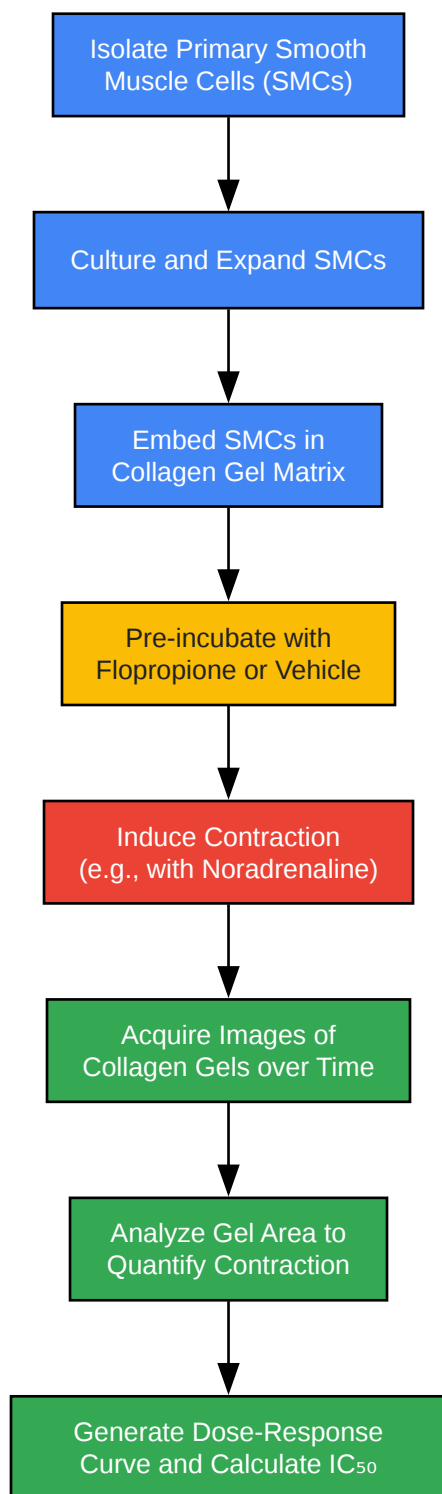 Isolate Primary Smooth
Muscle Cells (SMCs)
Culture and Expand SMCs
Embed SMCs in
Collagen Gel Matrix
Pre-incubate with
Flopropione or Vehicle
Induce Contraction
(e.g., with Noradrenaline)
Acquire Images of
Collagen Gels over Time
Analyze Gel Area to
Quantify Contraction
Generate Dose-Response
Curve and Calculate IC₅₀